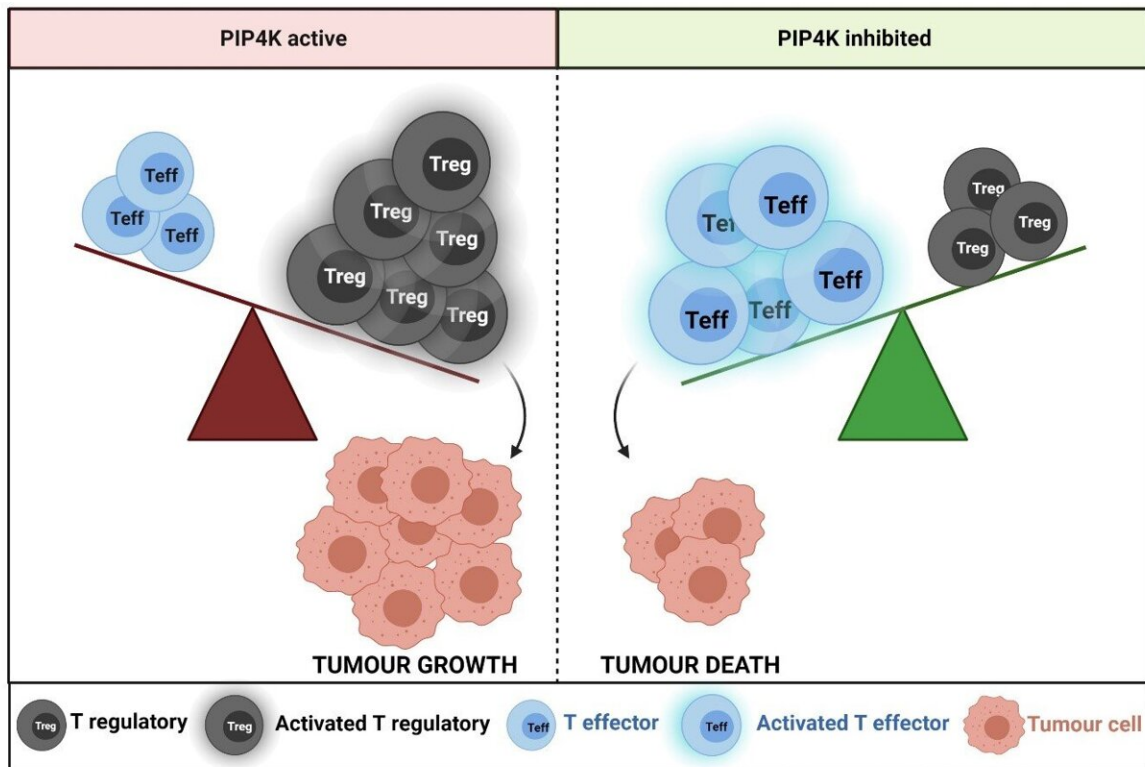 PIP4K active
PIP4K inhibited
Teff
Teff
Teff
Treg
Treg
Treg
Treg
Treg
Treg
Teff
Teff
Teff
Teff
Teff
Treg
Treg
Treg
TUMOUR GROWTH
TUMOUR DEATH
Treg T regulatory
Treg Activated T regulatory
Teff T effector
Teff Activated T effector
Tumour cell